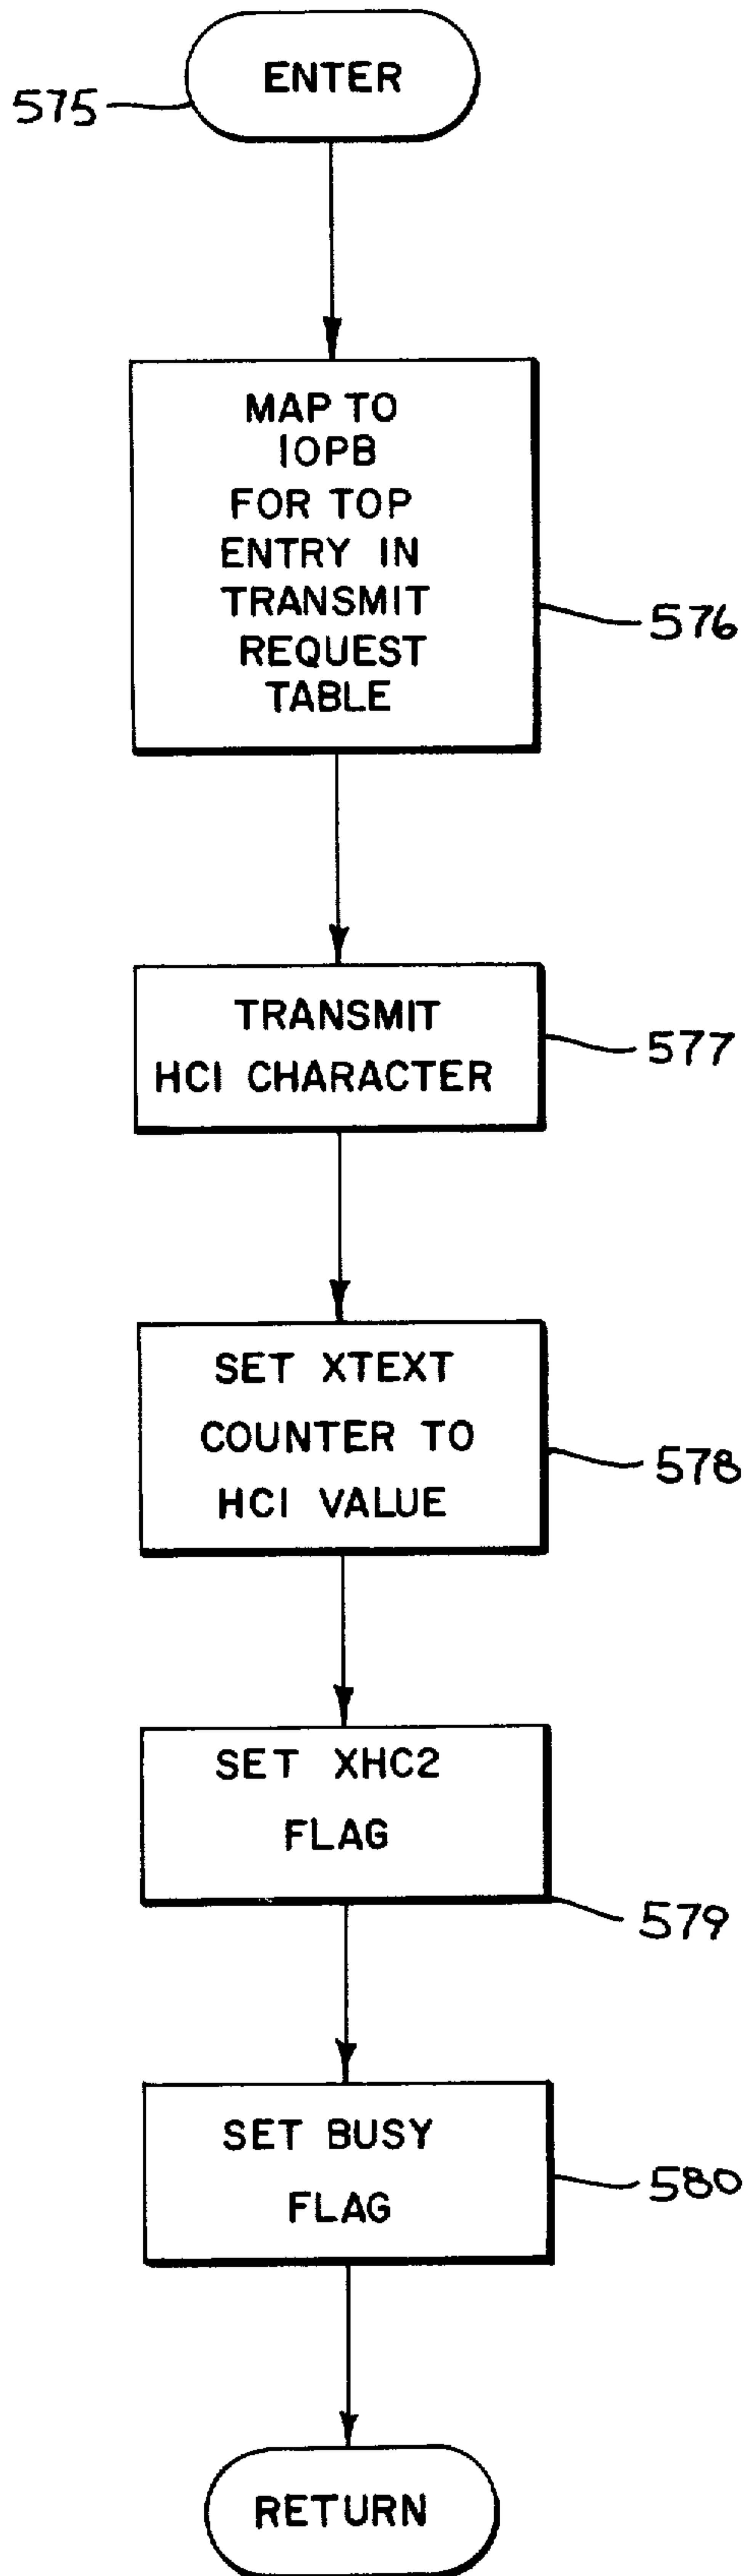 ENTER
575
MAP TO
IOPB
FOR TOP
ENTRY IN
TRANSMIT
REQUEST
TABLE
576
TRANSMIT
HCI CHARACTER
577
SET XTEXT
COUNTER TO
HCI VALUE
578
SET XHC2
FLAG
579
SET BUSY
FLAG
580
RETURN